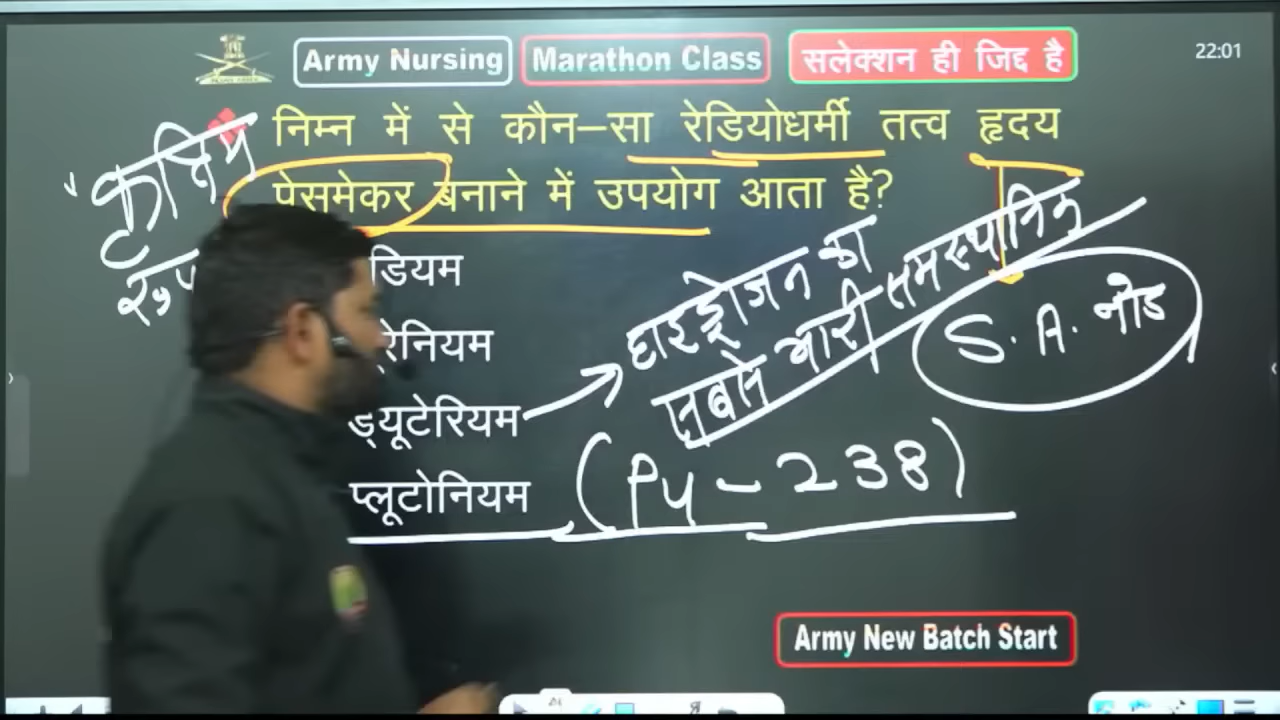 Army Nursing Marathon Class सलेक्शन ही जिद्द है
22:01
निम्न में से कौन–सा रेडियोधर्मी तत्व हृदय
पेसमेकर बनाने में उपयोग आता है?
कृत्रिम
डियम
रेनियम
ड्यूटेरियम
प्लूटोनियम
हाइड्रोजन का
सबसे भारी समस्थानिक
S. A. नोड
(Pu – 238)
Army New Batch Start